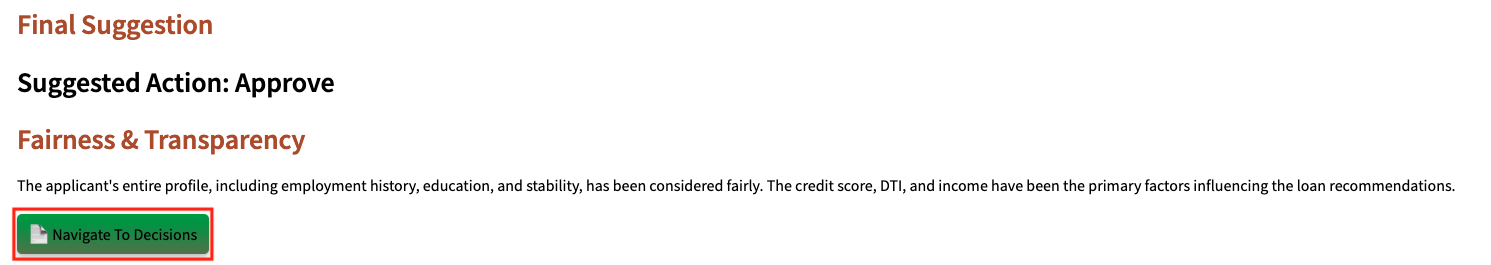 Final Suggestion
Suggested Action: Approve
Fairness & Transparency
The applicant's entire profile, including employment history, education, and stability, has been considered fairly. The credit score, DTI, and income have been the primary factors influencing the loan recommendations.
Navigate To Decisions